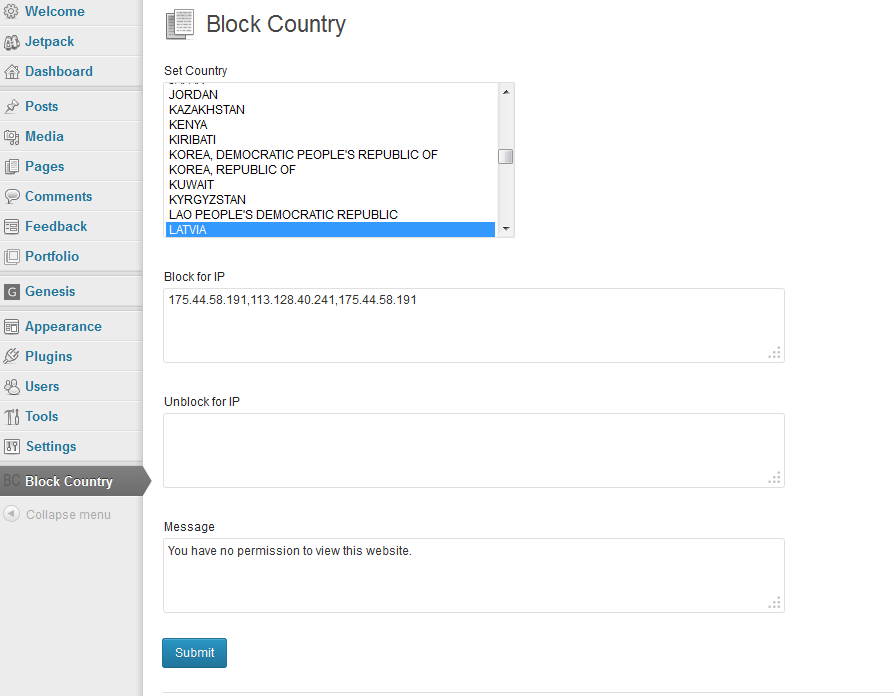 Welcome
Jetpack
Dashboard
Posts
Media
Pages
Comments
Feedback
Portfolio
G Genesis
Appearance
Plugins
Users
Tools
Settings
BC Block Country
Collapse menu
Block Country
Set Country
JORDAN
KAZAKHSTAN
KENYA
KIRIBATI
KOREA, DEMOCRATIC PEOPLE'S REPUBLIC OF
KOREA, REPUBLIC OF
KUWAIT
KYRGYZSTAN
LAO PEOPLE'S DEMOCRATIC REPUBLIC
LATVIA
Block for IP
175.44.58.191,113.128.40.241,175.44.58.191
Unblock for IP
Message
You have no permission to view this website.
Submit